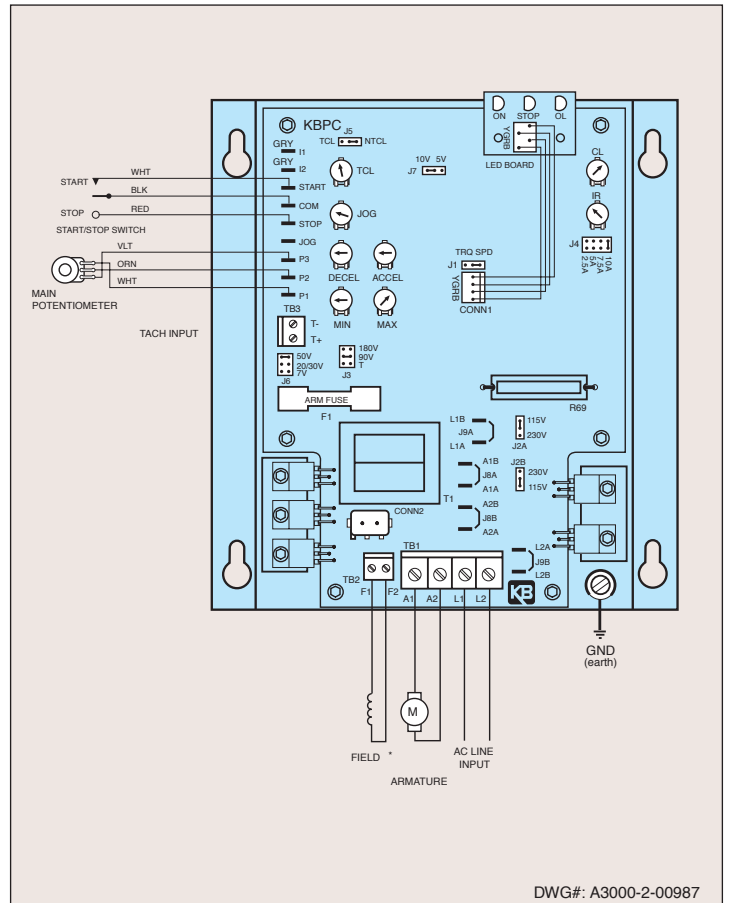 ON STOP OL
YGRB
LED BOARD
KBPC
J5
TCL NTCL
GRY I1
GRY I2
TCL
10V 5V
J7
CL
IR
START
WHT
START
BLK
COM
STOP
RED
STOP
START/STOP SWITCH
JOG
JOG
VLT
P3
ORN
P2
WHT
P1
MAIN
POTENTIOMETER
DECEL ACCEL
MIN MAX
TRQ SPD
J1
YGRB
CONN1
J4
10A
7.5A
5A
2.5A
TB3
TACH INPUT
T-
T+
50V
20/30V
7V
J6
180V
90V
T
J3
ARM FUSE
F1
R69
L1B
J9A
L1A
115V
230V
J2A
A1B
J8A
A1A
J2B
230V
115V
T1
A2B
J8B
A2A
CONN2
TB1
L2A
J9B
L2B
TB2
F1 F2
A1 A2 L1 L2
KB
GND
(earth)
M
FIELD *
AC LINE
INPUT
ARMATURE
DWG#: A3000-2-00987